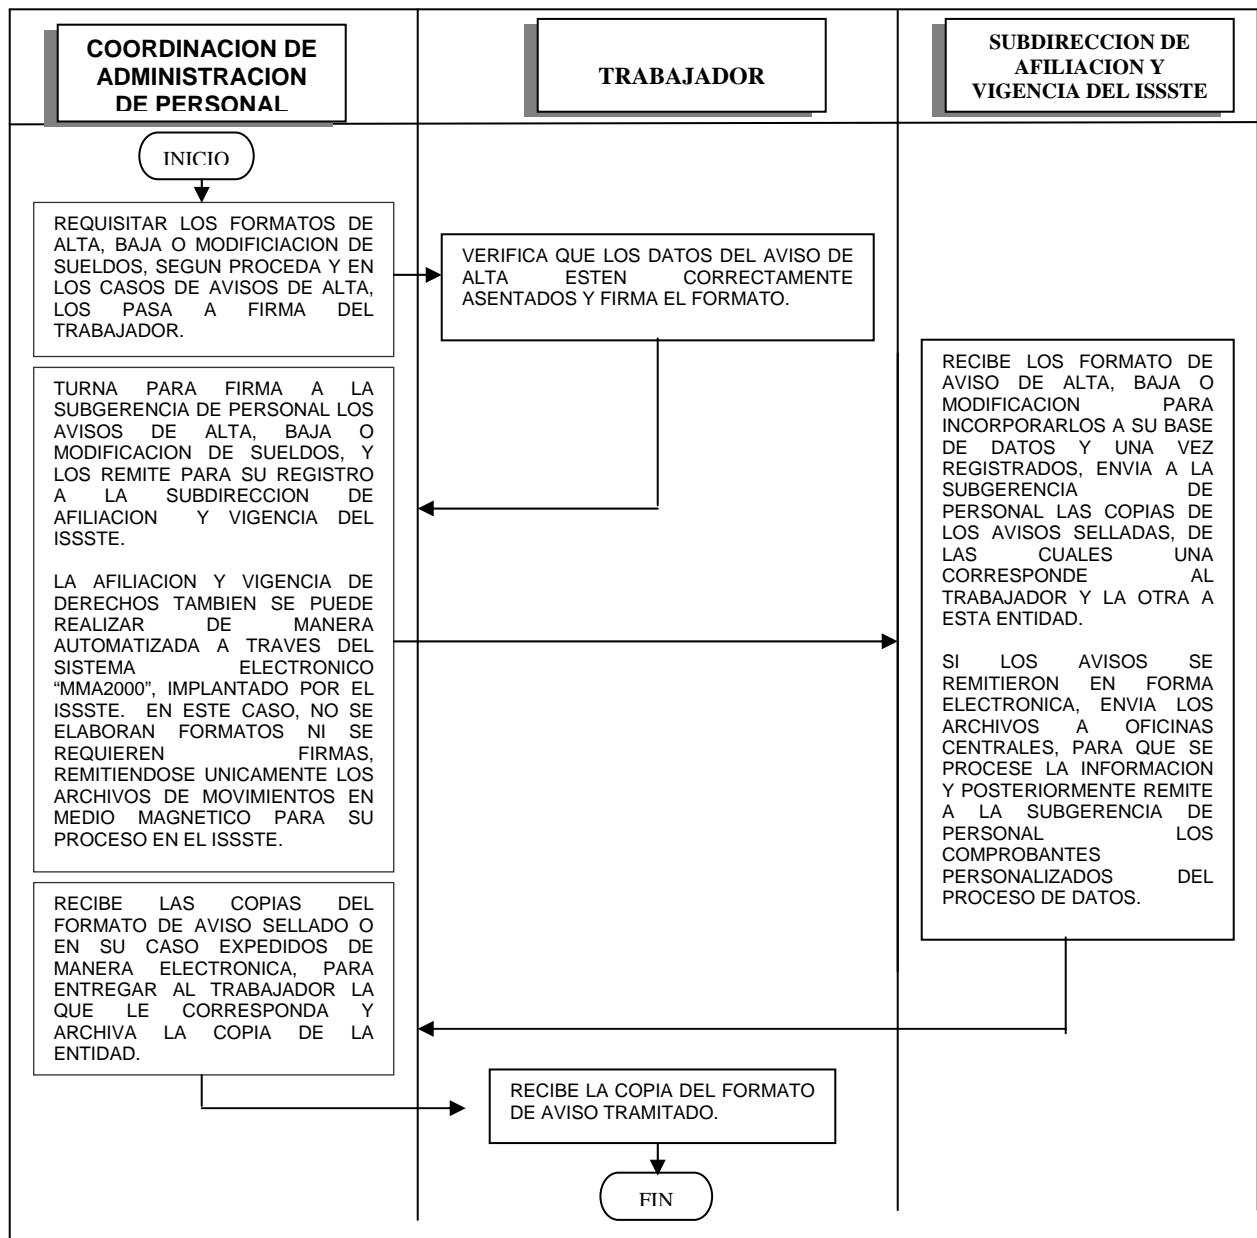 COORDINACION DE
ADMINISTRACION
DE PERSONAL
TRABAJADOR
SUBDIRECCION DE
AFILIACION Y
VIGENCIA DEL ISSSTE
INICIO
REQUISITAR LOS FORMATOS DE
ALTA, BAJA O MODIFICIACION DE
SUELDOS, SEGUN PROCEDA Y EN
LOS CASOS DE AVISOS DE ALTA,
LOS PASA A FIRMA DEL
TRABAJADOR.
VERIFICA QUE LOS DATOS DEL AVISO DE
ALTA ESTEN CORRECTAMENTE
ASENTADOS Y FIRMA EL FORMATO.
TURNA PARA FIRMA A LA
SUBGERENCIA DE PERSONAL LOS
AVISOS DE ALTA, BAJA O
MODIFICACION DE SUELDOS, Y
LOS REMITE PARA SU REGISTRO
A LA SUBDIRECCION DE
AFILIACION Y VIGENCIA DEL
ISSSTE.
LA AFILIACION Y VIGENCIA DE
DERECHOS TAMBIEN SE PUEDE
REALIZAR DE MANERA
AUTOMATIZADA A TRAVES DEL
SISTEMA ELECTRONICO
“MMA2000”, IMPLANTADO POR EL
ISSSTE. EN ESTE CASO, NO SE
ELABORAN FORMATOS NI SE
REQUIEREN FIRMAS,
REMITIENDOSE UNICAMENTE LOS
ARCHIVOS DE MOVIMIENTOS EN
MEDIO MAGNETICO PARA SU
PROCESO EN EL ISSSTE.
RECIBE LOS FORMATO DE
AVISO DE ALTA, BAJA O
MODIFICACION PARA
INCORPORARLOS A SU BASE
DE DATOS Y UNA VEZ
REGISTRADOS, ENVIA A LA
SUBGERENCIA DE
PERSONAL LAS COPIAS DE
LOS AVISOS SELLADAS, DE
LAS CUALES UNA
CORRESPONDE AL
TRABAJADOR Y LA OTRA A
ESTA ENTIDAD.
SI LOS AVISOS SE
REMITIERON EN FORMA
ELECTRONICA, ENVIA LOS
ARCHIVOS A OFICINAS
CENTRALES, PARA QUE SE
PROCESE LA INFORMACION
Y POSTERIORMENTE REMITE
A LA SUBGERENCIA DE
PERSONAL LOS
COMPROBANTES
PERSONALIZADOS DEL
PROCESO DE DATOS.
RECIBE LAS COPIAS DEL
FORMATO DE AVISO SELLADO O
EN SU CASO EXPEDIDOS DE
MANERA ELECTRONICA, PARA
ENTREGAR AL TRABAJADOR LA
QUE LE CORRESPONDA Y
ARCHIVA LA COPIA DE LA
ENTIDAD.
RECIBE LA COPIA DEL FORMATO
DE AVISO TRAMITADO.
FIN